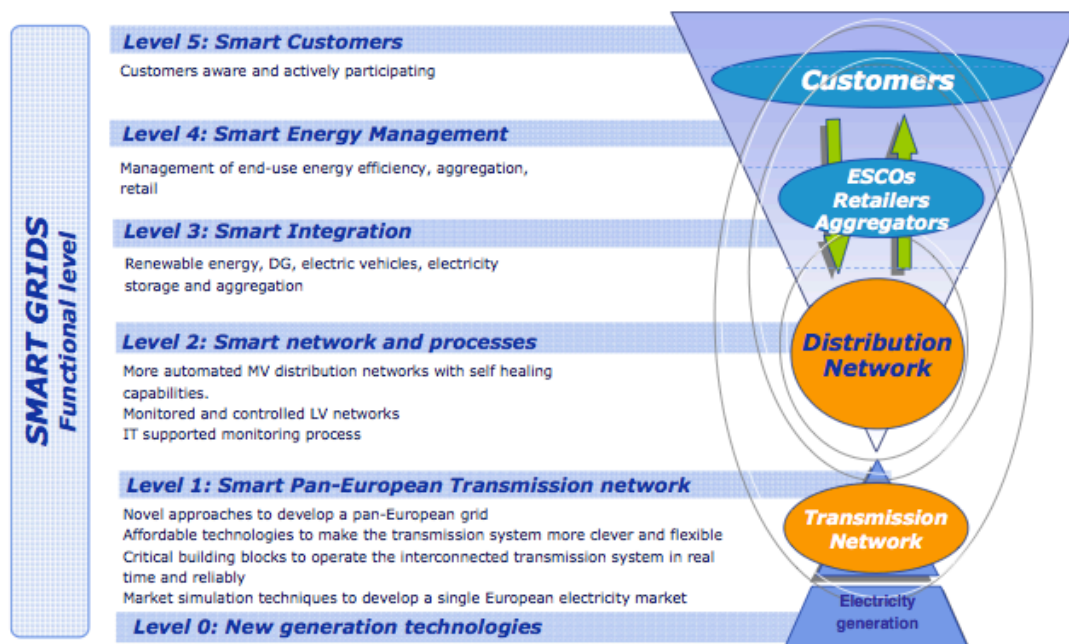 SMART GRIDS
Functional level
Level 5: Smart Customers
Customers aware and actively participating
Level 4: Smart Energy Management
Management of end-use energy efficiency, aggregation,
retail
Level 3: Smart Integration
Renewable energy, DG, electric vehicles, electricity
storage and aggregation
Level 2: Smart network and processes
More automated MV distribution networks with self healing
capabilities.
Monitored and controlled LV networks
IT supported monitoring process
Level 1: Smart Pan-European Transmission network
Novel approaches to develop a pan-European grid
Affordable technologies to make the transmission system more clever and flexible
Critical building blocks to operate the interconnected transmission system in real
time and reliably
Market simulation techniques to develop a single European electricity market
Level 0: New generation technologies
Customers
ESCOs
Retailers
Aggregators
Distribution
Network
Transmission
Network
Electricity
generation